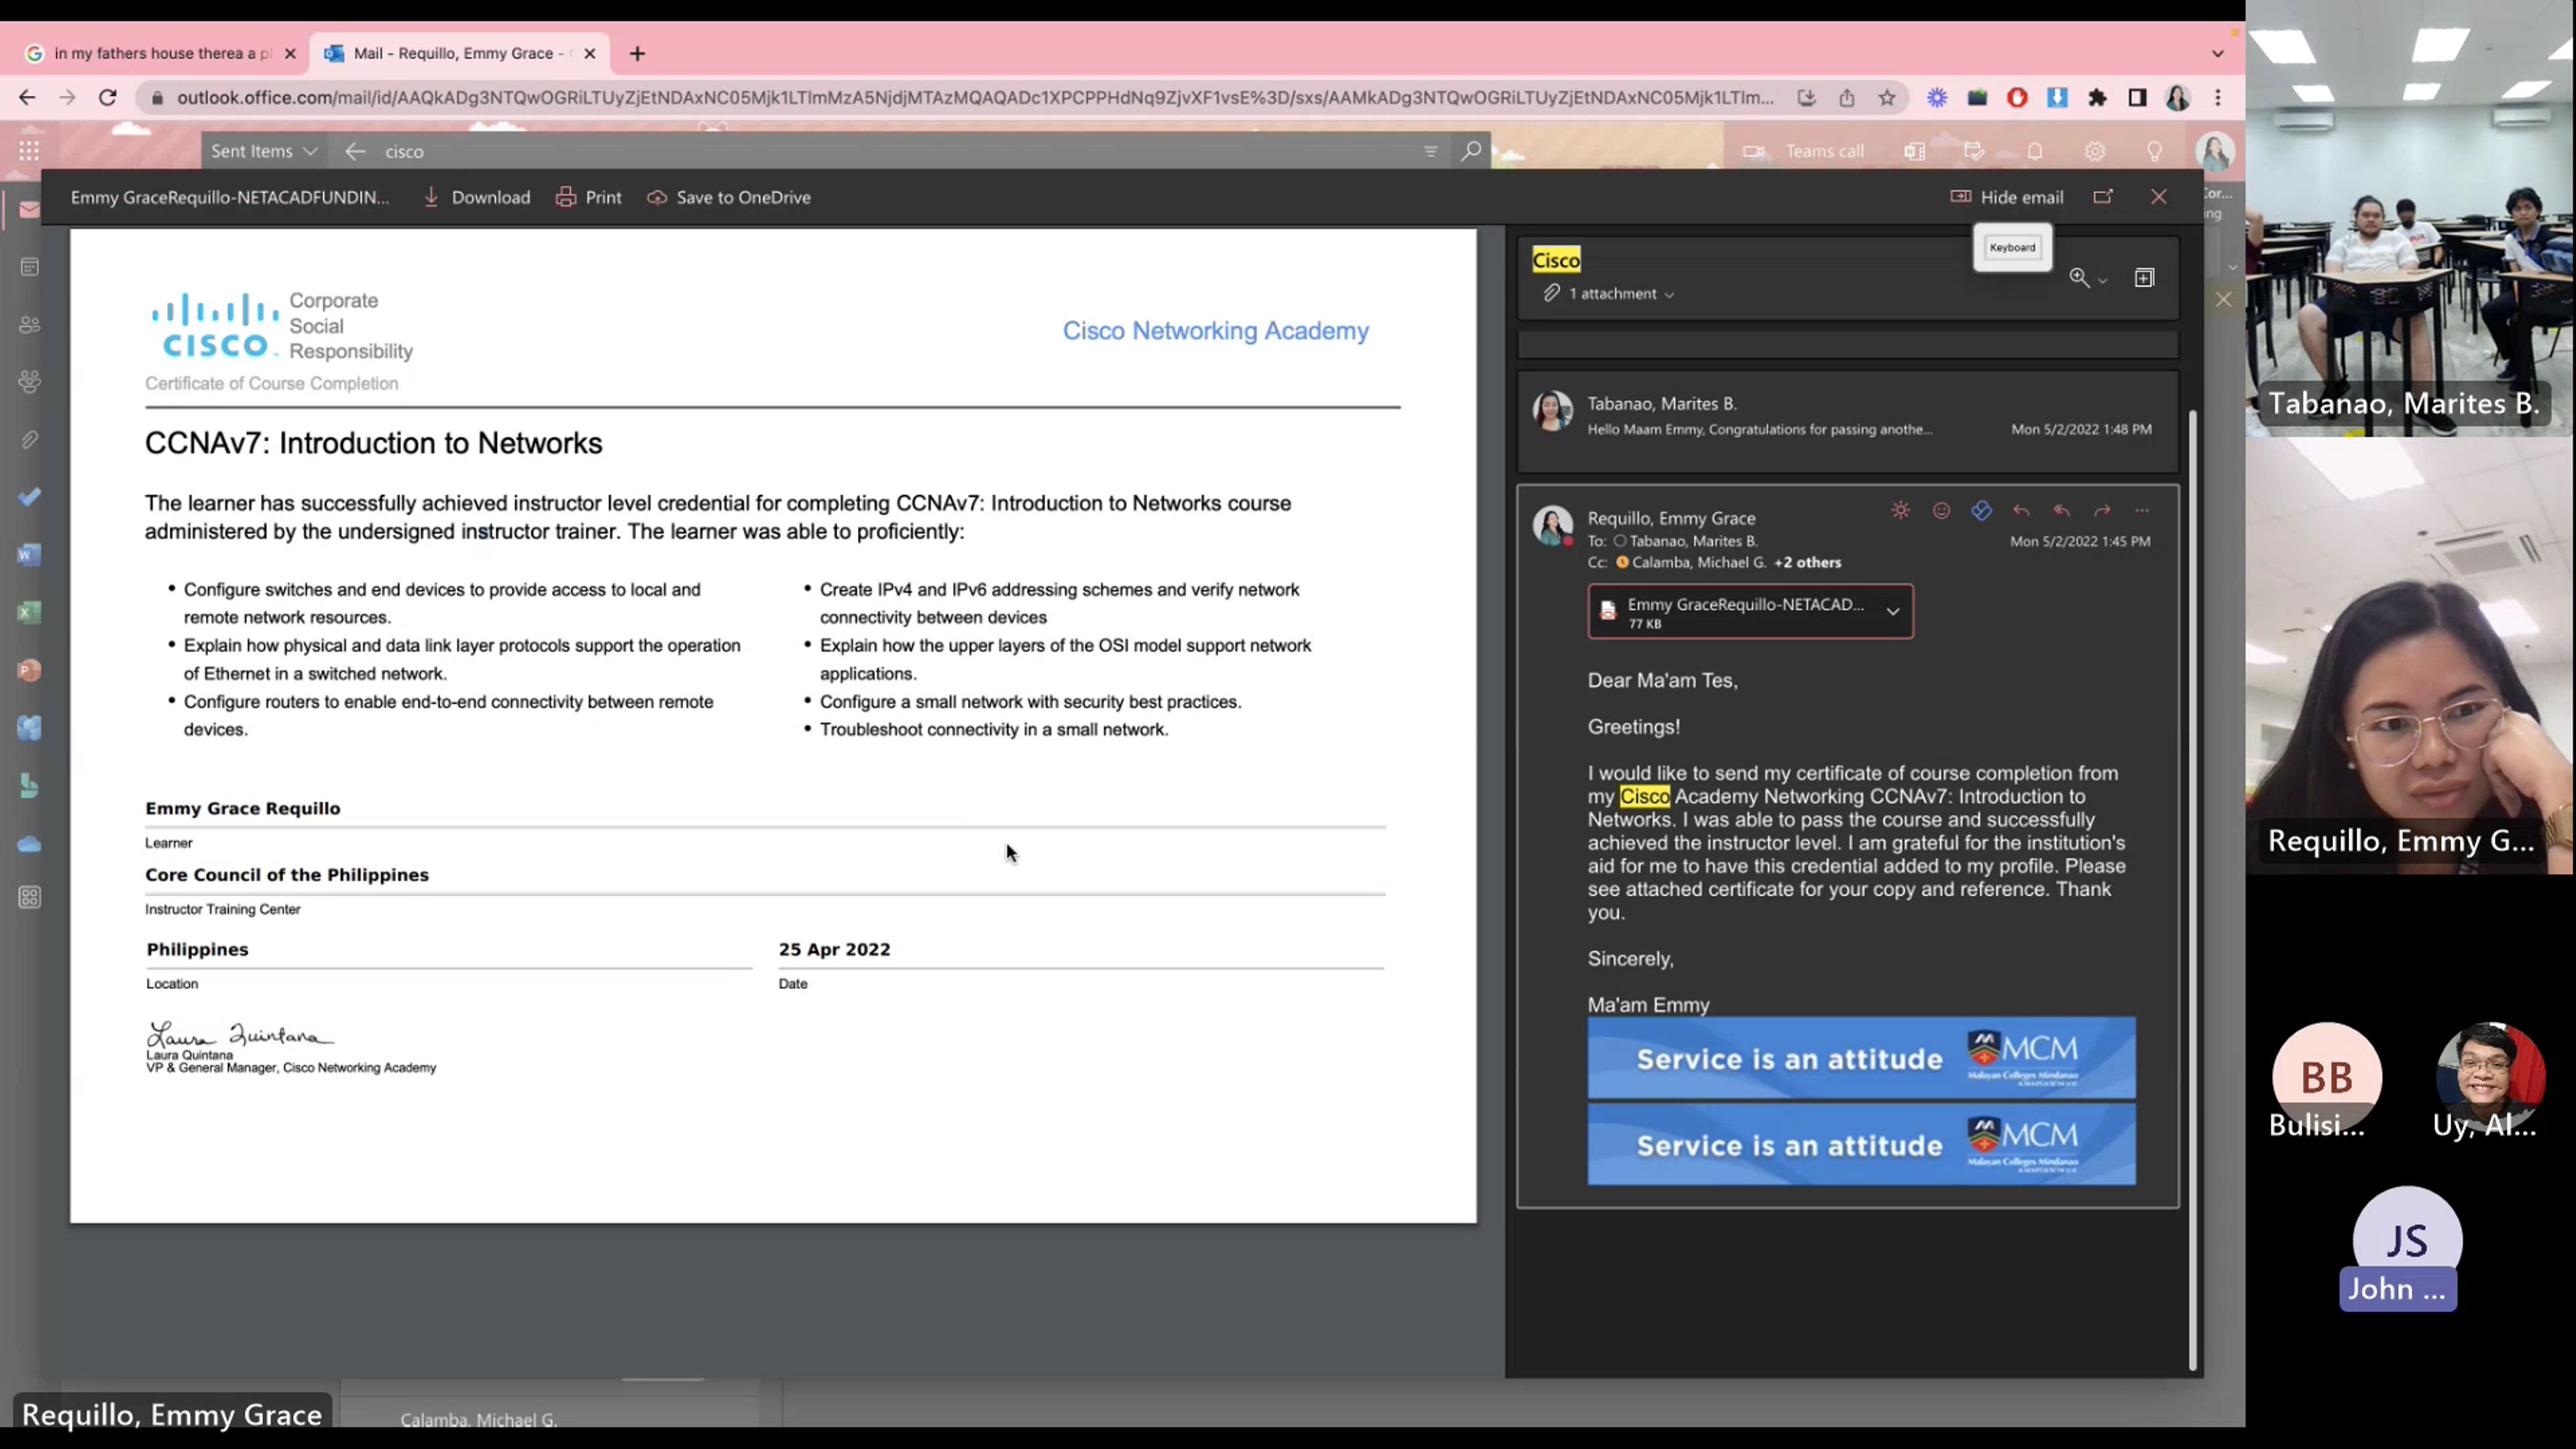 in my fathers house therea a pl
Mail - Requillo, Emmy Grace -
outlook.office.com/mail/id/AAQkADg3NTQwOGRiLTUyZjEtNDAxNC05Mjk1LTlmMzA5NjdjMTAzMQAQADc1XPCPPHdNq9ZjvXF1vsE%3D/sxs/AAMkADg3NTQwOGRiLTUyZjEtNDAxNC05Mjk1LTlm...
Sent Items
cisco
Teams call
Emmy GraceRequillo-NETACADFUNDIN...
Download
Print
Save to OneDrive
Hide email
Keyboard
CISCO
Corporate
Social
Responsibility
Certificate of Course Completion
Cisco Networking Academy
CCNAv7: Introduction to Networks
The learner has successfully achieved instructor level credential for completing CCNAv7: Introduction to Networks course
administered by the undersigned instructor trainer. The learner was able to proficiently:
• Configure switches and end devices to provide access to local and
remote network resources.
• Explain how physical and data link layer protocols support the operation
of Ethernet in a switched network.
• Configure routers to enable end-to-end connectivity between remote
devices.
• Create IPv4 and IPv6 addressing schemes and verify network
connectivity between devices
• Explain how the upper layers of the OSI model support network
applications.
• Configure a small network with security best practices.
• Troubleshoot connectivity in a small network.
Emmy Grace Requillo
Learner
Core Council of the Philippines
Instructor Training Center
Philippines
Location
25 Apr 2022
Date
Laura Quintana
Laura Quintana
VP & General Manager, Cisco Networking Academy
Cisco
1 attachment
Tabanao, Marites B.
Hello Maam Emmy, Congratulations for passing anothe...
Mon 5/2/2022 1:48 PM
Requillo, Emmy Grace
To: Tabanao, Marites B.
Mon 5/2/2022 1:45 PM
Cc: Calamba, Michael G. +2 others
Emmy GraceRequillo-NETACAD...
77 KB
Dear Ma'am Tes,
Greetings!
I would like to send my certificate of course completion from
my Cisco Academy Networking CCNAv7: Introduction to
Networks. I was able to pass the course and successfully
achieved the instructor level. I am grateful for the institution's
aid for me to have this credential added to my profile. Please
see attached certificate for your copy and reference. Thank
you.
Sincerely,
Ma'am Emmy
Service is an attitude
MCM
Malayan Colleges Mindanao
Service is an attitude
MCM
Malayan Colleges Mindanao
Calamba, Michael G.
Requillo, Emmy Grace
Tabanao, Marites B.
Requillo, Emmy G...
BB
Bulisi...
Uy, Al...
JS
John ...